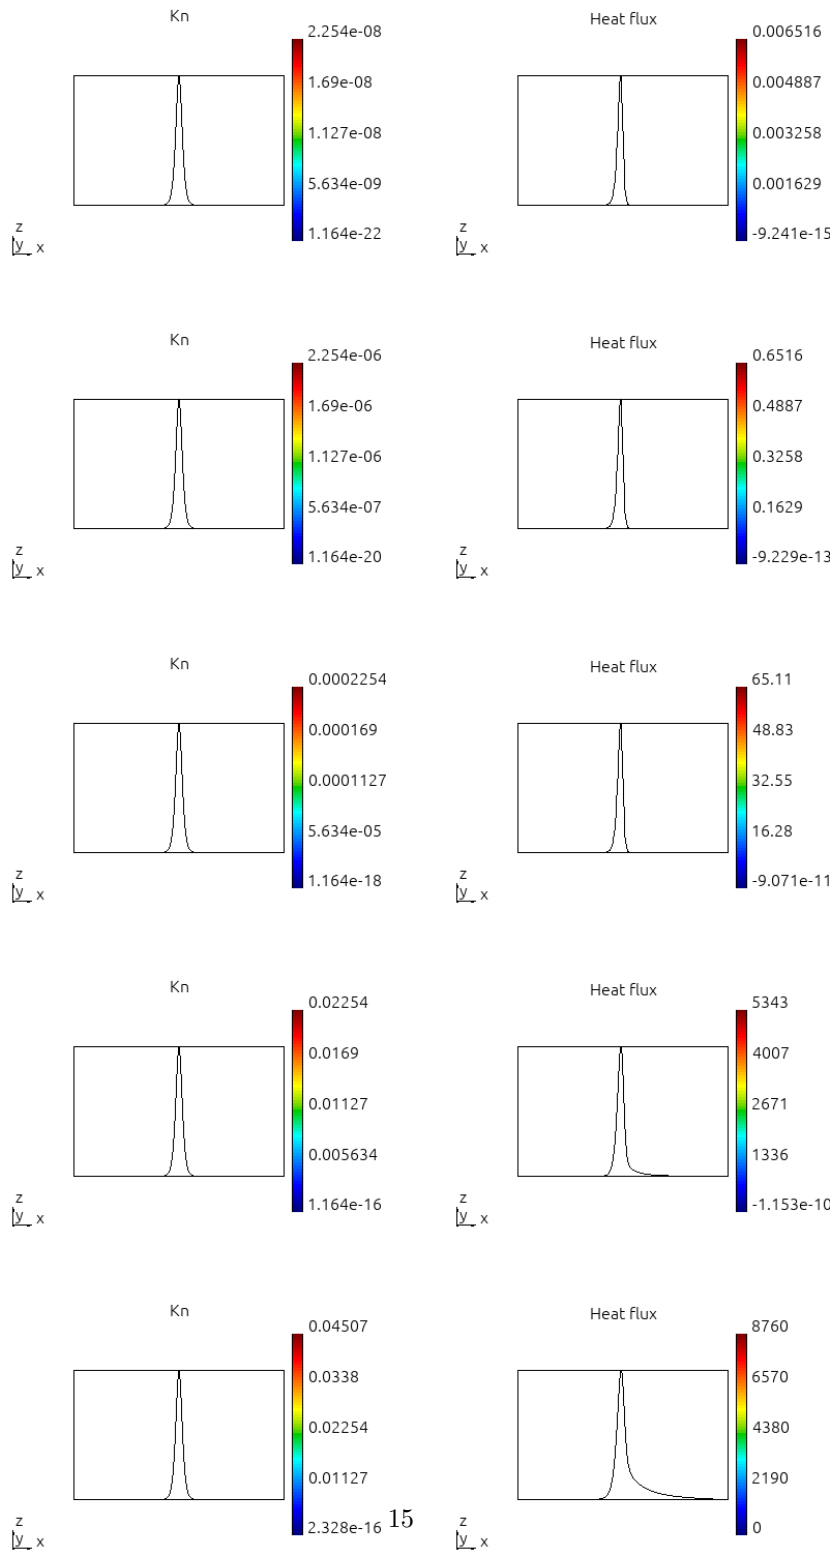 Kn
2.254e-08
1.69e-08
1.127e-08
5.634e-09
1.164e-22
z
y x
Heat flux
0.006516
0.004887
0.003258
0.001629
-9.241e-15
z
y x
Kn
2.254e-06
1.69e-06
1.127e-06
5.634e-07
1.164e-20
z
y x
Heat flux
0.6516
0.4887
0.3258
0.1629
-9.229e-13
z
y x
Kn
0.0002254
0.000169
0.0001127
5.634e-05
1.164e-18
z
y x
Heat flux
65.11
48.83
32.55
16.28
-9.071e-11
z
y x
Kn
0.02254
0.0169
0.01127
0.005634
1.164e-16
z
y x
Heat flux
5343
4007
2671
1336
-1.153e-10
z
y x
Kn
0.04507
0.0338
0.02254
0.01127
2.328e-16
z
y x
Heat flux
8760
6570
4380
2190
0
z
y x
15